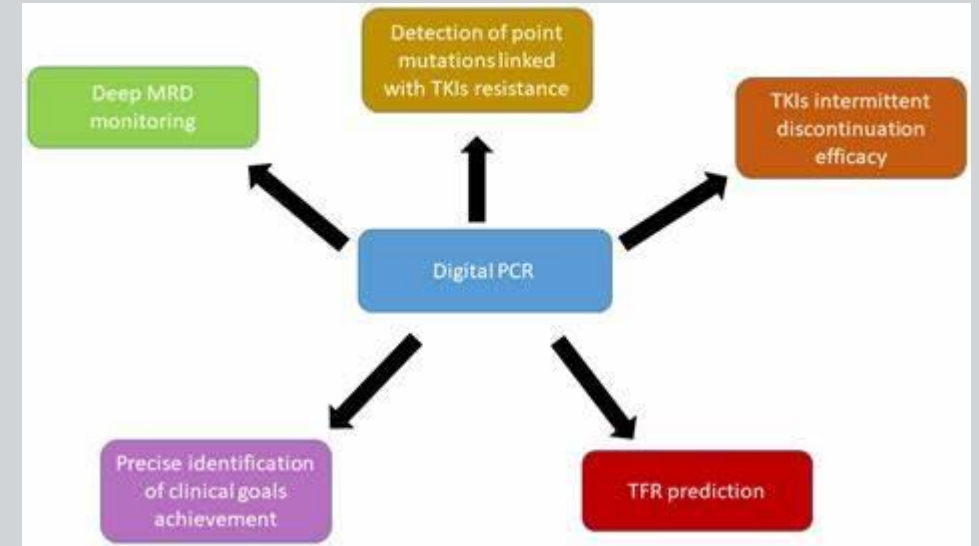 Detection of point
mutations linked
with TKIs resistance
Deep MRD
monitoring
TKIs intermittent
discontinuation
efficacy
Digital PCR
Precise identification
of clinical goals
achievement
TFR prediction